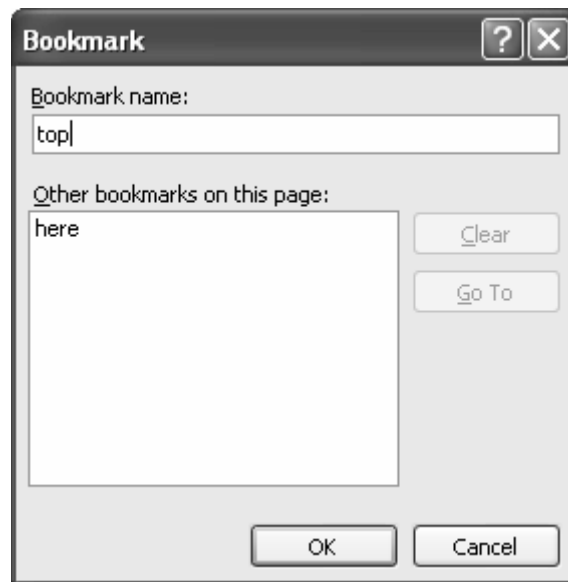 Bookmark
Bookmark name:
top
Other bookmarks on this page:
here
Clear
Go To
OK
Cancel